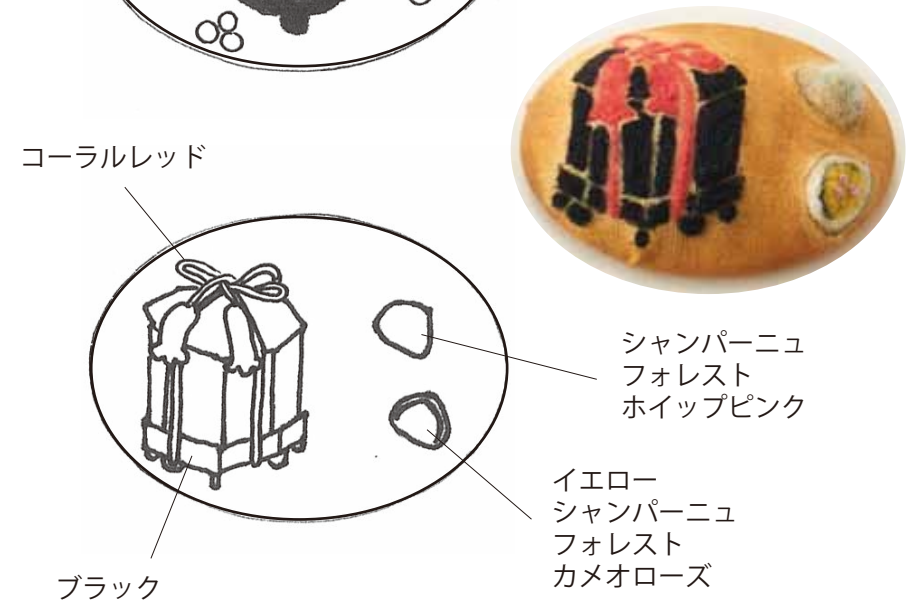 コーラルレッド
シャンパーニュ
フォレスト
ホイップピンク
イエロー
シャンパーニュ
フォレスト
カメオローズ
ブラック